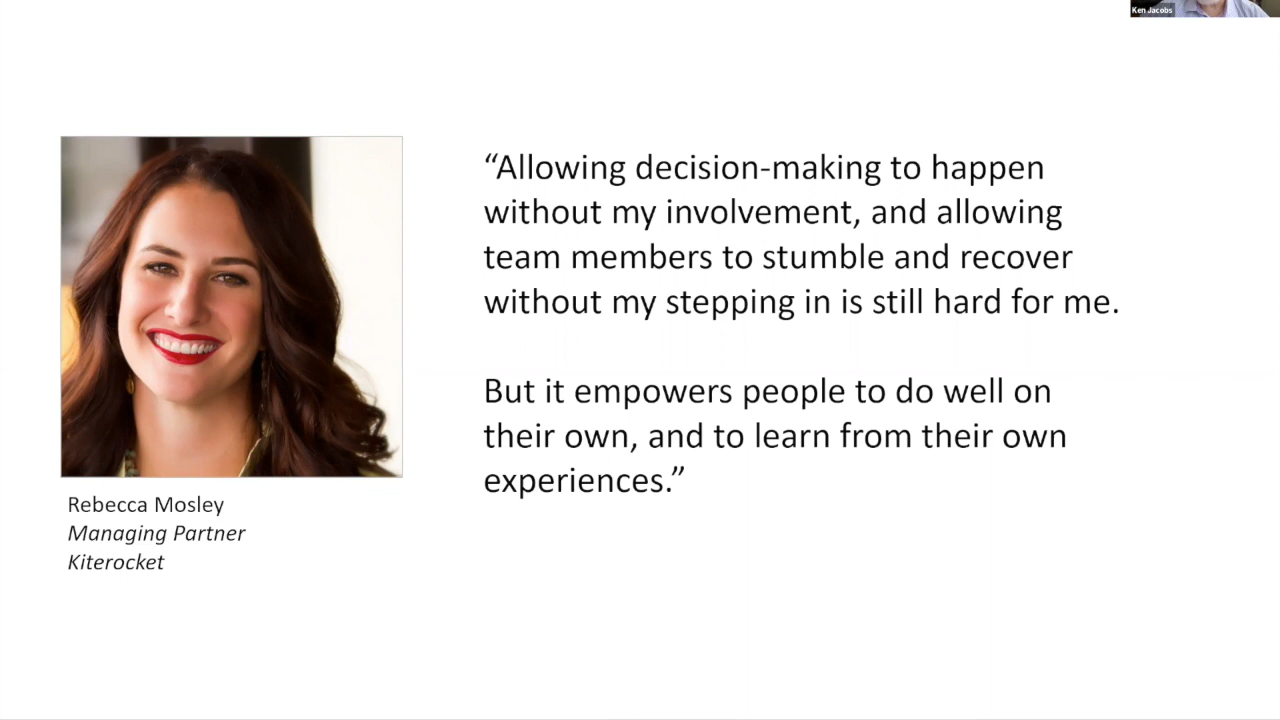 Ken Jacobs
“Allowing decision-making to happen
without my involvement, and allowing
team members to stumble and recover
without my stepping in is still hard for me.
But it empowers people to do well on
their own, and to learn from their own
experiences.”
Rebecca Mosley
Managing Partner
Kiterocket